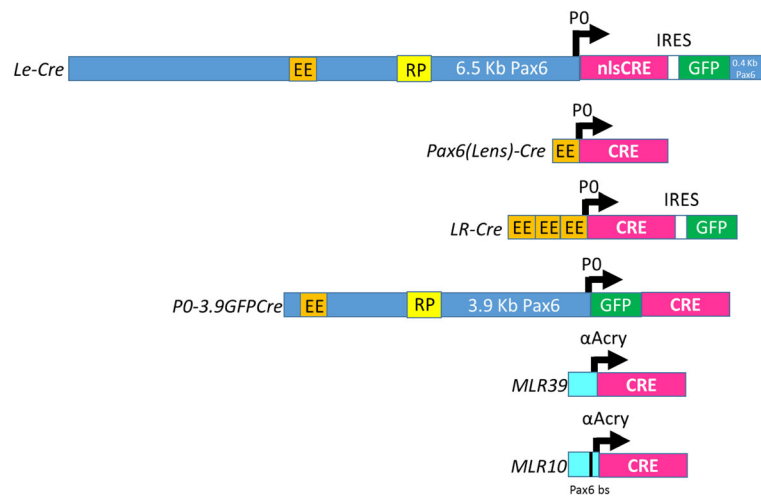 P0
IRES
Le-Cre
EE
RP
6.5 Kb Pax6
nlsCRE
GFP
0.4 Kb
Pax6
P0
Pax6(Lens)-Cre
EE
CRE
P0
IRES
LR-Cre
EE
EE
EE
CRE
GFP
P0
P0-3.9GFPCre
EE
RP
3.9 Kb Pax6
GFP
CRE
αAcry
MLR39
CRE
αAcry
MLR10
CRE
Pax6 bs